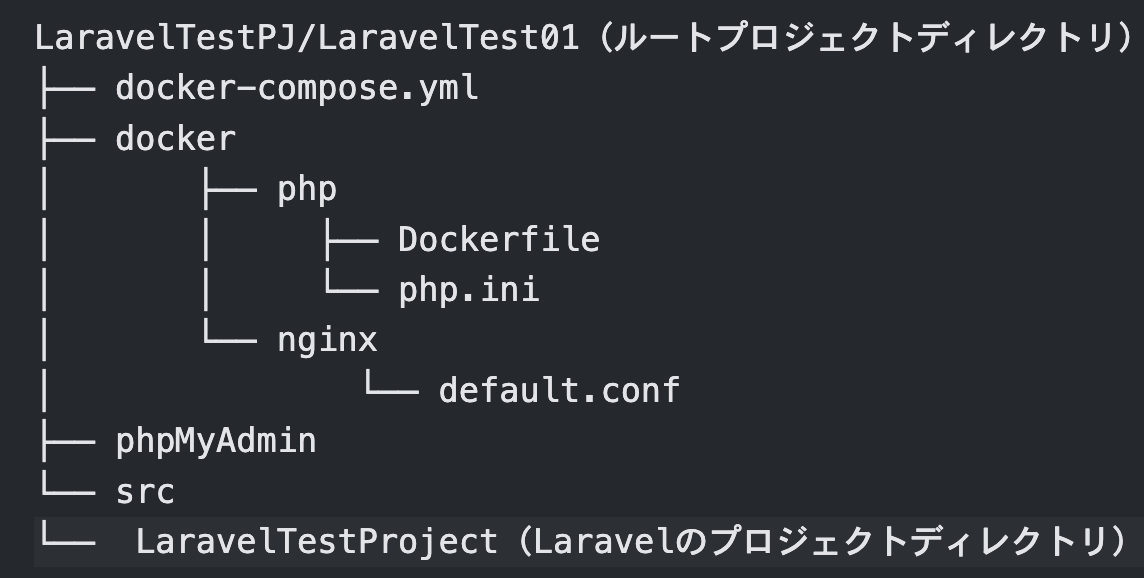 LaravelTestPJ/LaravelTest01（ルートプロジェクトディレクトリ）
├── docker-compose.yml
├── docker
│       ├── php
│       │     ├── Dockerfile
│       │     └── php.ini
│       └── nginx
│               └── default.conf
├── phpMyAdmin
└── src
└──  LaravelTestProject（Laravelのプロジェクトディレクトリ）